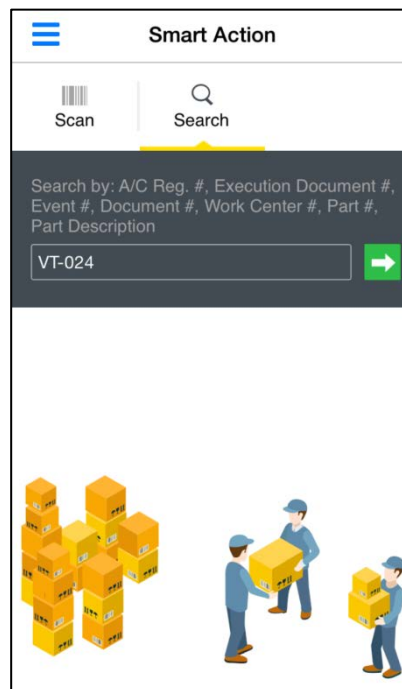 Smart Action
Scan
Search
Search by: A/C Reg. #, Execution Document #,
Event #, Document #, Work Center #, Part #,
Part Description
VT-024